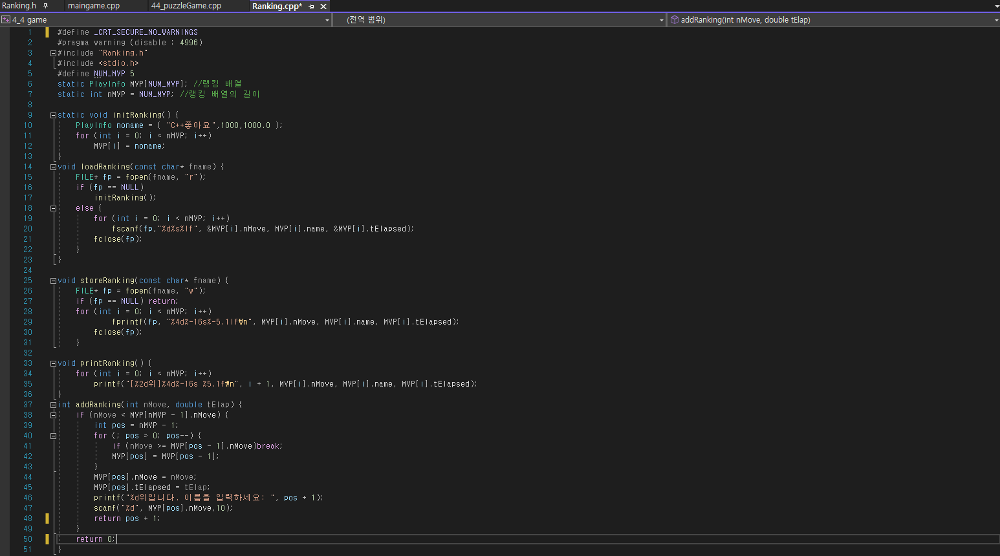 Ranking.h maingame.cpp 44_puzzleGame.cpp Ranking.cpp*
4_4 game (전역 범위) addRanking(int nMove, double tElap)
1 #define _CRT_SECURE_NO_WARNINGS
2 #pragma warning (disable : 4996)
3 #include "Ranking.h"
4 #include <stdio.h>
5 #define NUM_MVP 5
6 static PlayInfo MVP[NUM_MVP]; //랭킹 배열
7 static int nMVP = NUM_MVP; //랭킹 배열의 길이
8
9 static void initRanking() {
10 PlayInfo noname = { "C++좋아요",1000,1000.0 };
11 for (int i = 0; i < nMVP; i++)
12 MVP[i] = noname;
13 }
14 void loadRanking(const char* fname) {
15 FILE* fp = fopen(fname, "r");
16 if (fp == NULL)
17 initRanking();
18 else {
19 for (int i = 0; i < nMVP; i++)
20 fscanf(fp,"%d%s%lf", &MVP[i].nMove, MVP[i].name, &MVP[i].tElapsed);
21 fclose(fp);
22 }
23 }
24
25 void storeRanking(const char* fname) {
26 FILE* fp = fopen(fname, "w");
27 if (fp == NULL) return;
28 for (int i = 0; i < nMVP; i++)
29 fprintf(fp, "%4d%-16s%-5.1lf₩n", MVP[i].nMove, MVP[i].name, MVP[i].tElapsed);
30 fclose(fp);
31 }
32
33 void printRanking() {
34 for (int i = 0; i < nMVP; i++)
35 printf("[%2d위]%4d%-16s %5.1f₩n", i + 1, MVP[i].nMove, MVP[i].name, MVP[i].tElapsed);
36 }
37 int addRanking(int nMove, double tElap) {
38 if (nMove < MVP[nMVP - 1].nMove) {
39 int pos = nMVP - 1;
40 for (; pos > 0; pos--) {
41 if (nMove >= MVP[pos - 1].nMove)break;
42 MVP[pos] = MVP[pos - 1];
43 }
44 MVP[pos].nMove = nMove;
45 MVP[pos].tElapsed = tElap;
46 printf("%d위입니다. 이름을 입력하세요: ", pos + 1);
47 scanf("%d", MVP[pos].nMove,10);
48 return pos + 1;
49 }
50 return 0;
51 }